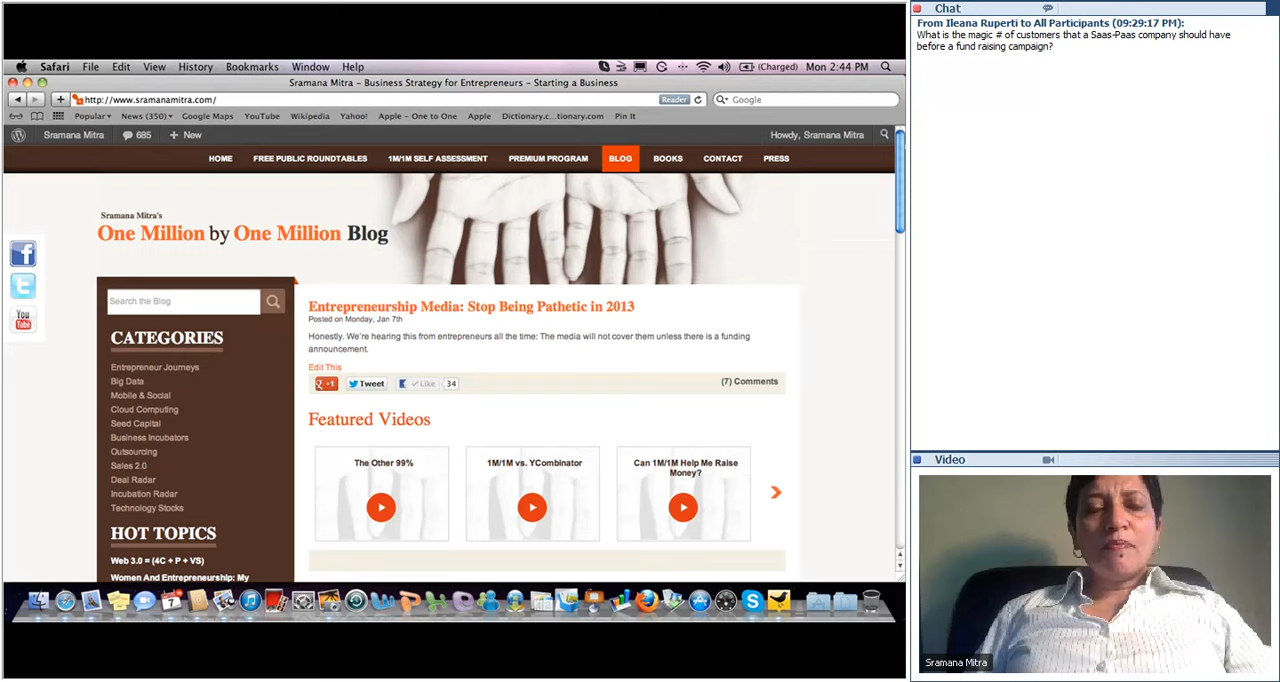 Safari File Edit View History Bookmarks Window Help
(Charged) Mon 2:44 PM
Sramana Mitra – Business Strategy for Entrepreneurs – Starting a Business
http://www.sramanamitra.com/
Reader
Google
Popular News (350) Google Maps YouTube Wikipedia Yahoo! Apple – One to One Apple Dictionary.c...tionary.com Pin It
Sramana Mitra 685 + New
Howdy, Sramana Mitra
HOME FREE PUBLIC ROUNDTABLES 1M/1M SELF ASSESSMENT PREMIUM PROGRAM BLOG BOOKS CONTACT PRESS
Sramana Mitra's
One Million by One Million Blog
You
Tube
Search the Blog
CATEGORIES
Entrepreneur Journeys
Big Data
Mobile & Social
Cloud Computing
Seed Capital
Business Incubators
Outsourcing
Sales 2.0
Deal Radar
Incubation Radar
Technology Stocks
HOT TOPICS
Web 3.0 = (4C + P + VS)
Women And Entrepreneurship: My
Entrepreneurship Media: Stop Being Pathetic in 2013
Posted on Monday, Jan 7th
Honestly. We're hearing this from entrepreneurs all the time: The media will not cover them unless there is a funding
announcement.
Edit This
+1 Tweet Like 34
(7) Comments
Featured Videos
The Other 99%
1M/1M vs. YCombinator
Can 1M/1M Help Me Raise
Money?
Chat
From Ileana Ruperti to All Participants (09:29:17 PM):
What is the magic # of customers that a Saas-Paas company should have
before a fund raising campaign?
Video
Sramana Mitra